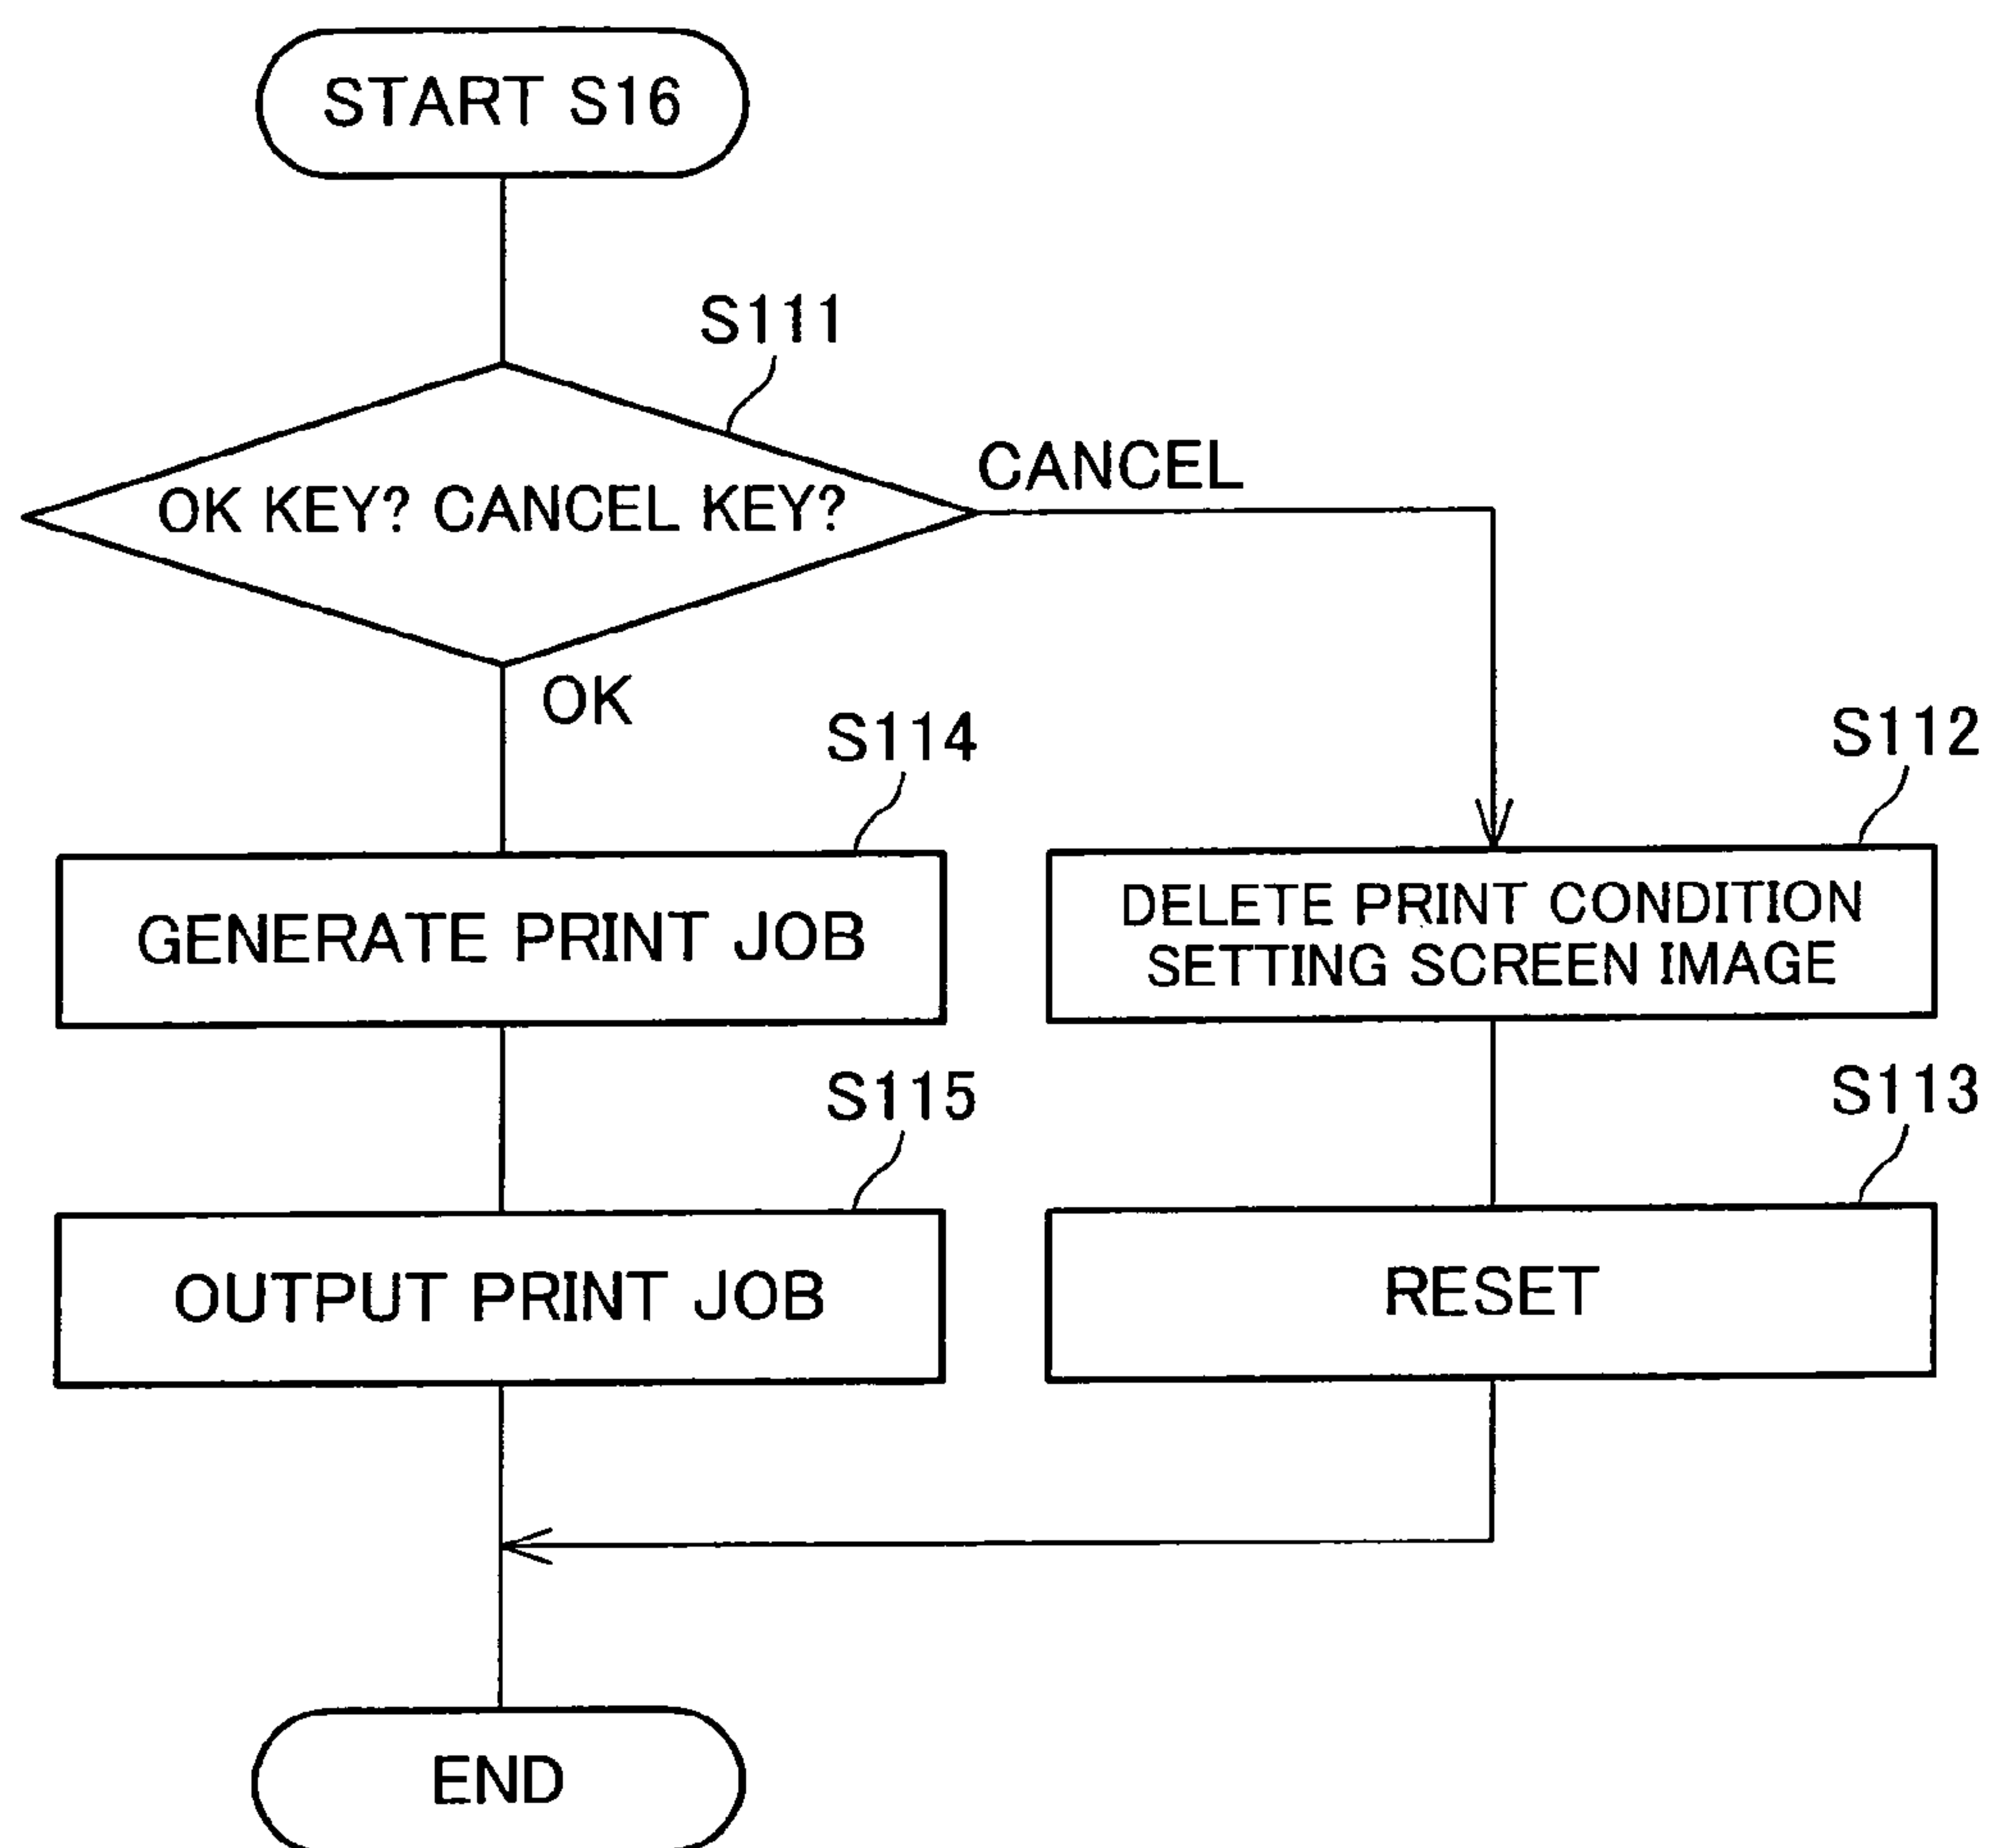 START S16
S111
OK KEY? CANCEL KEY?
CANCEL
OK
S114
GENERATE PRINT JOB
S112
DELETE PRINT CONDITION
SETTING SCREEN IMAGE
S115
OUTPUT PRINT JOB
S113
RESET
END